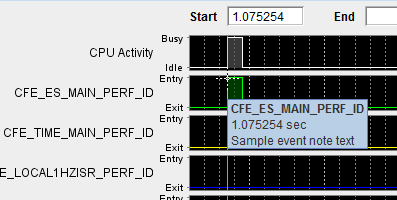 Start 1.075254 End
Busy
CPU Activity
Idle
Entry
CFE_ES_MAIN_PERF_ID
Exit
CFE_ES_MAIN_PERF_ID
1.075254 sec
Sample event note text
Entry
CFE_TIME_MAIN_PERF_ID
Exit
Entry
E_LOCAL1HZISR_PERF_ID
Exit
Entry